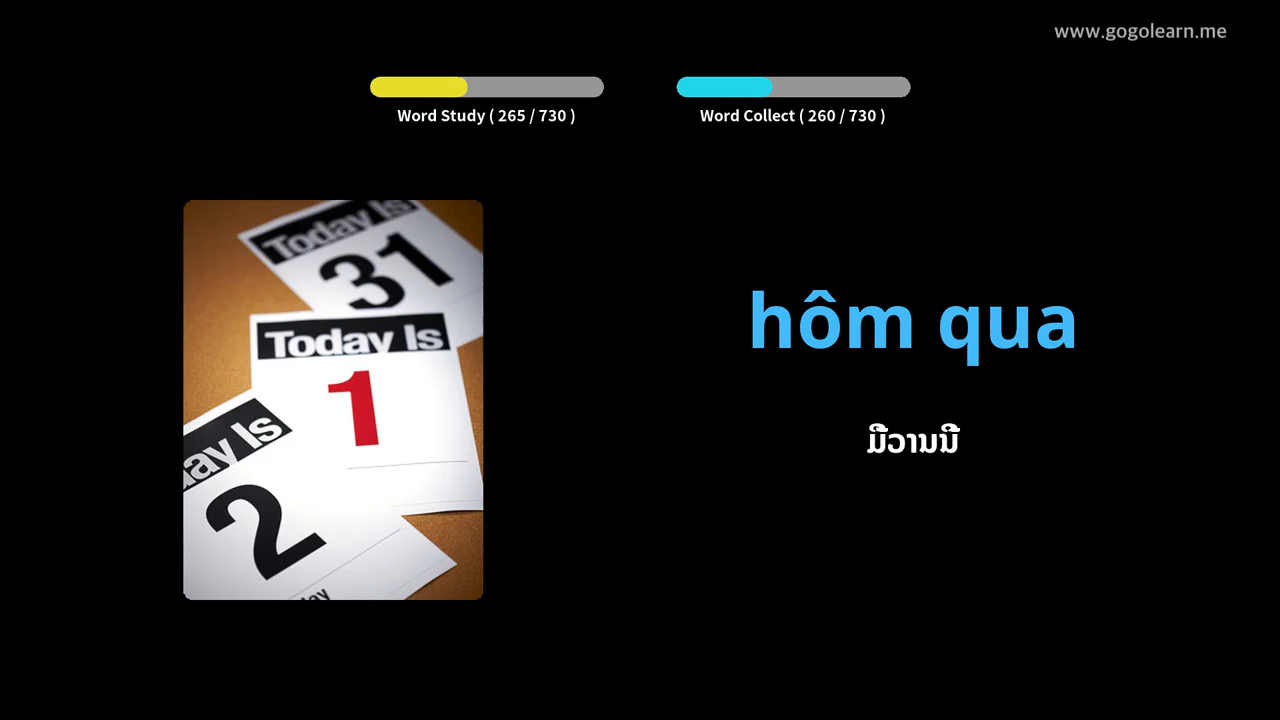 www.gogolearn.me
Word Study ( 265 / 730 )
Word Collect ( 260 / 730 )
Today Is
31
Today Is
1
day Is
2
hôm qua
ມື້ວານນີ້